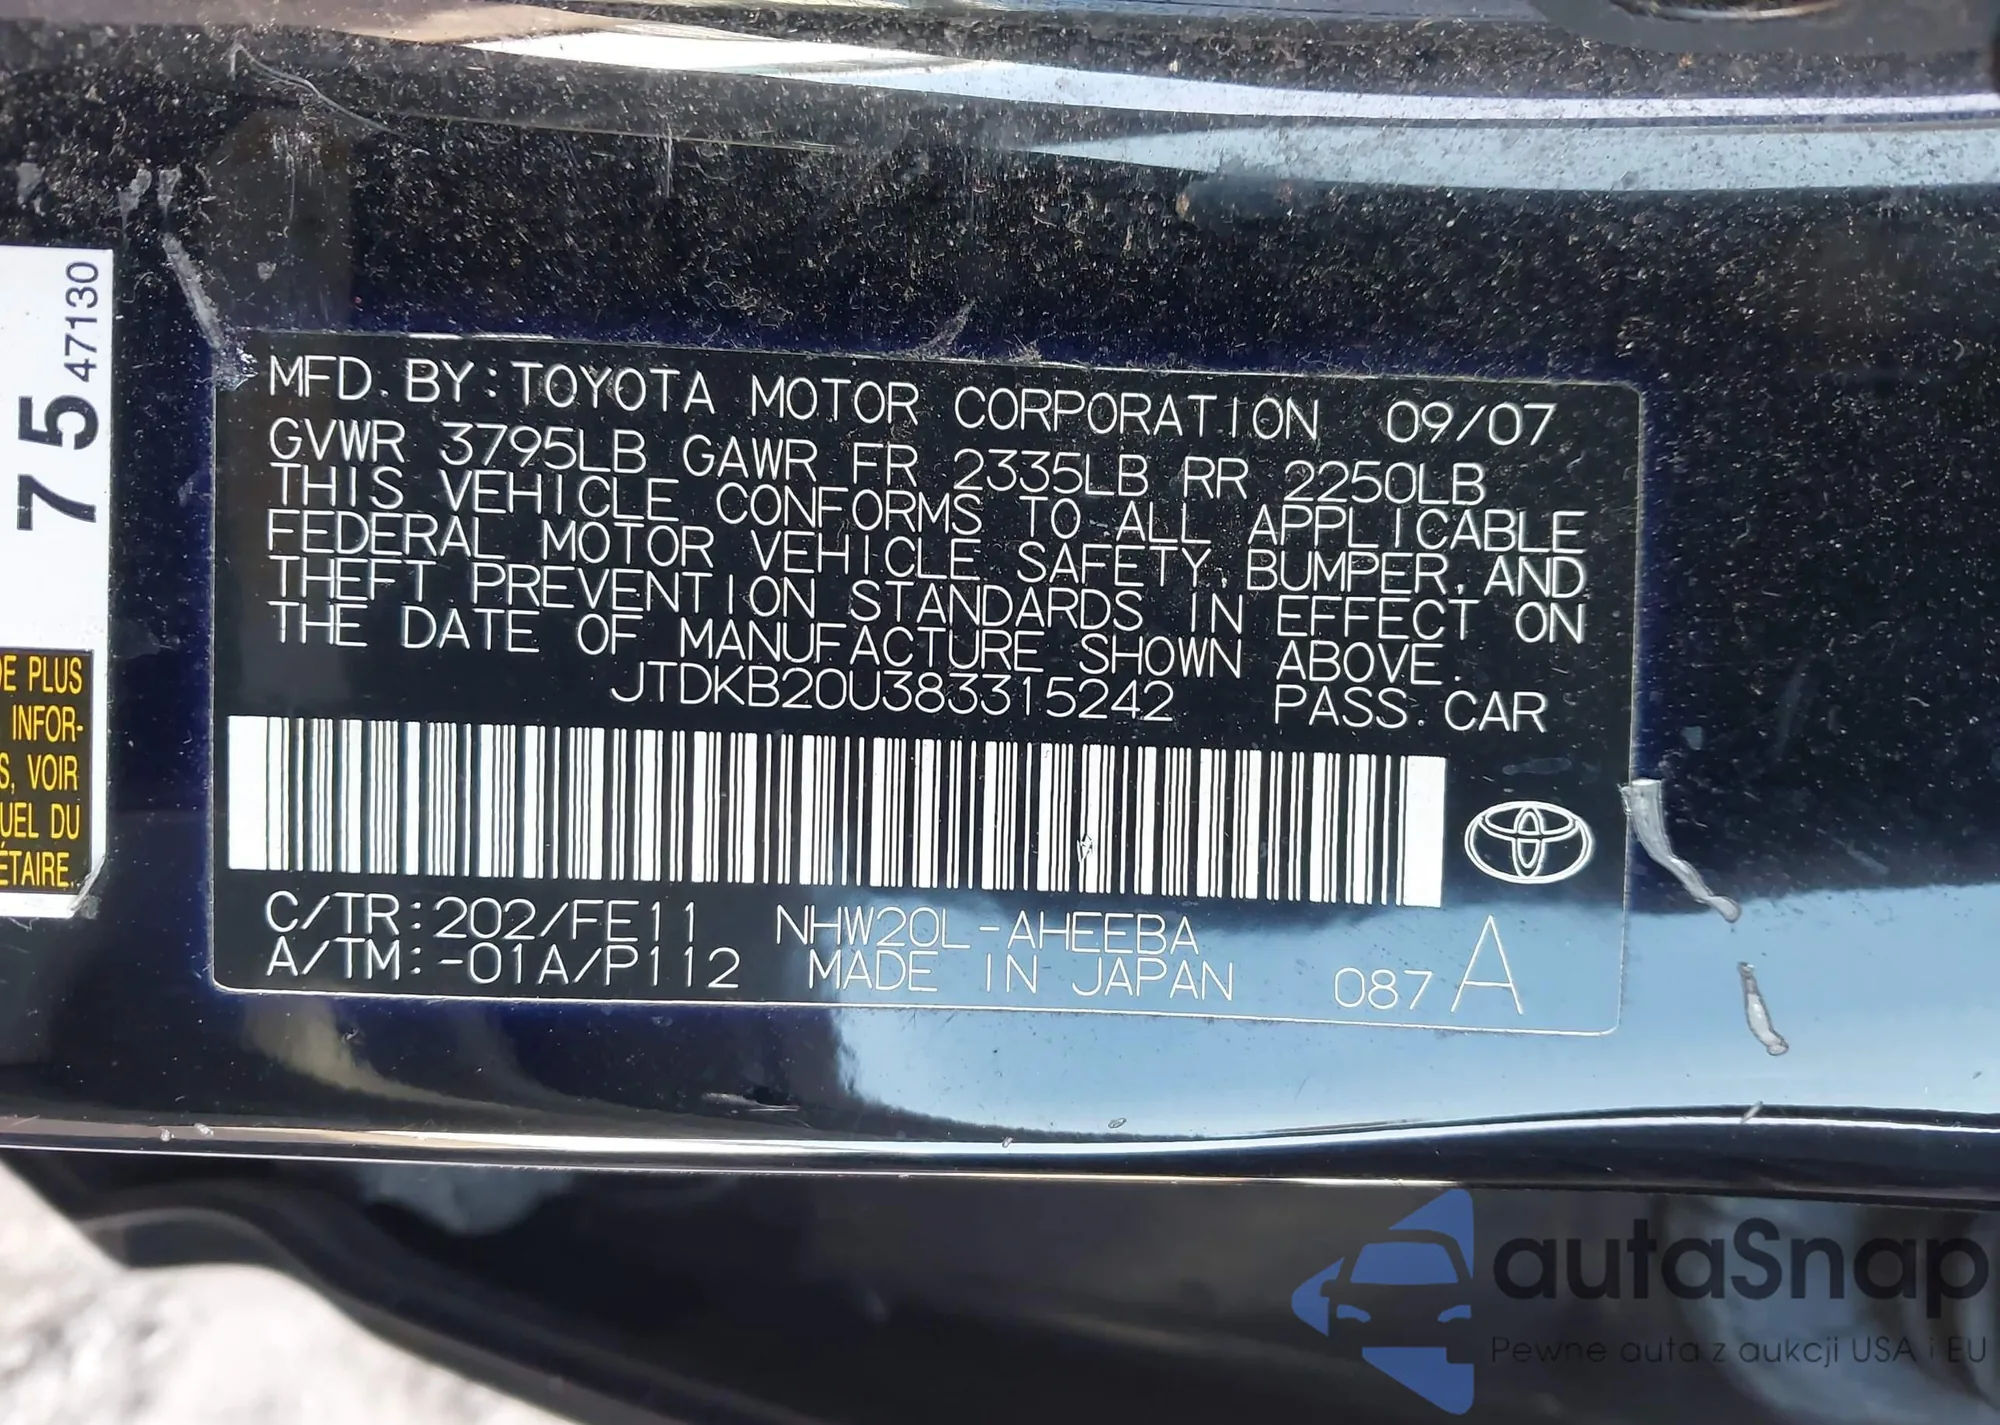 MFD. BY: TOYOTA MOTOR CORPORATION 09/07
GVWR 3795LB GAWR FR 2335LB RR 2250LB
THIS VEHICLE CONFORMS TO ALL APPLICABLE
FEDERAL MOTOR VEHICLE SAFETY, BUMPER, AND
THEFT PREVENTION STANDARDS IN EFFECT ON
THE DATE OF MANUFACTURE SHOWN ABOVE.
JTDKB20U383315242 PASS. CAR
C/TR: 202/FE11 NHW20L-AHEEBA
A/TM: -01A/P112 MADE IN JAPAN 087 A
75 47130
DE PLUS
INFOR-
S, VOIR
UEL DU
ÉTAIRE.
autaSnap
Pewne auta z aukcji USA i EU